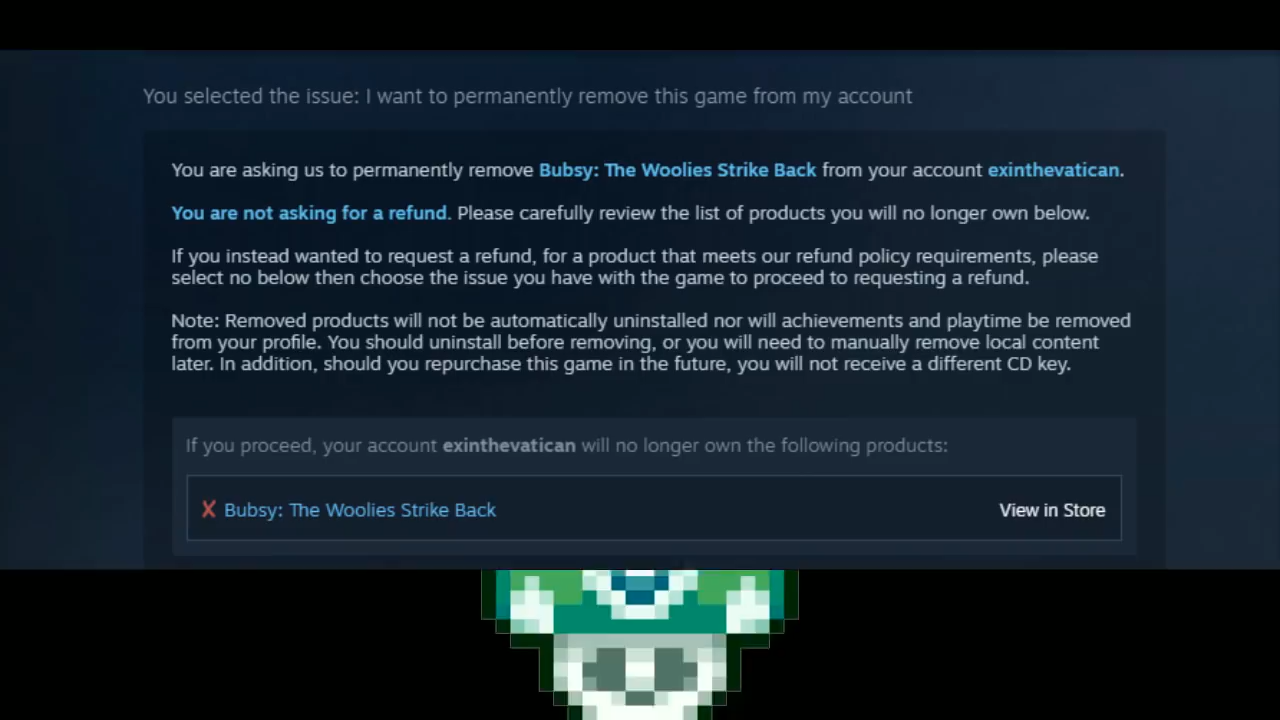 You selected the issue: I want to permanently remove this game from my account
You are asking us to permanently remove Bubsy: The Woolies Strike Back from your account exinthevatican.
You are not asking for a refund. Please carefully review the list of products you will no longer own below.
If you instead wanted to request a refund, for a product that meets our refund policy requirements, please
select no below then choose the issue you have with the game to proceed to requesting a refund.
Note: Removed products will not be automatically uninstalled nor will achievements and playtime be removed
from your profile. You should uninstall before removing, or you will need to manually remove local content
later. In addition, should you repurchase this game in the future, you will not receive a different CD key.
If you proceed, your account exinthevatican will no longer own the following products:
X Bubsy: The Woolies Strike Back View in Store